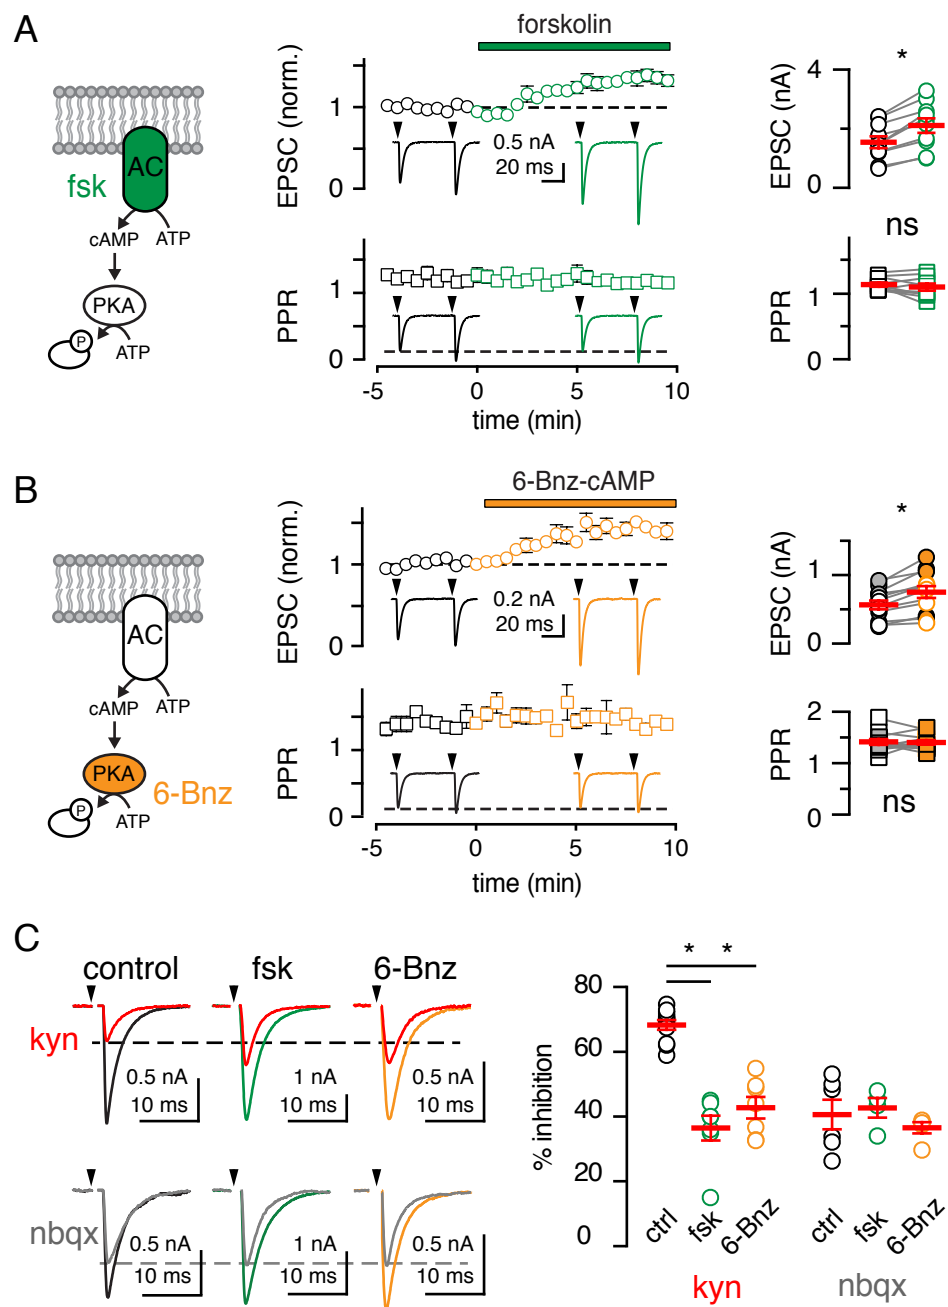 A
forskolin
AC
fsk
cAMP
ATP
PKA
P
ATP
EPSC (norm.)
1
0
0.5 nA
20 ms
PPR
1
0
-5
0
5
10
time (min)
EPSC (nA)
4
0
*
ns
PPR
1
0
B
6-Bnz-cAMP
AC
cAMP
ATP
PKA
6-Bnz
P
ATP
EPSC (norm.)
1
0
0.2 nA
20 ms
PPR
1
0
-5
0
5
10
time (min)
EPSC (nA)
1
0
*
PPR
2
1
0
ns
C
control
fsk
6-Bnz
kyn
0.5 nA
10 ms
1 nA
10 ms
0.5 nA
10 ms
nbqx
0.5 nA
10 ms
1 nA
10 ms
0.5 nA
10 ms
% inhibition
80
60
40
20
0
* *
ctrl
fsk
6-Bnz
ctrl
fsk
6-Bnz
kyn
nbqx